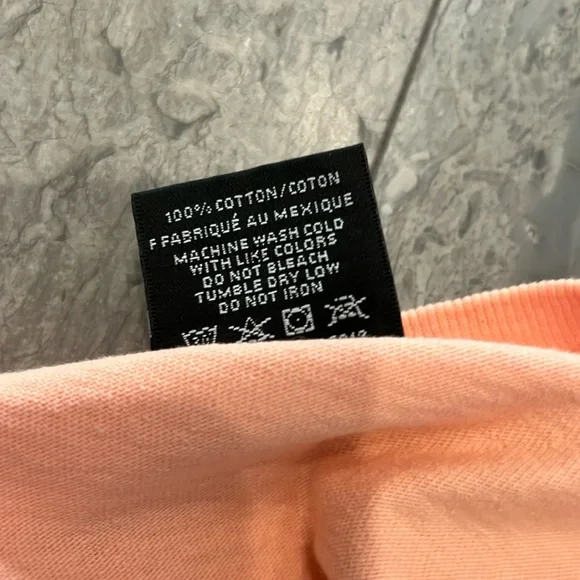 100% COTTON/COTON
F FABRIQUÉ AU MEXIQUE
MACHINE WASH COLD
WITH LIKE COLORS
DO NOT BLEACH
TUMBLE DRY LOW
DO NOT IRON
30